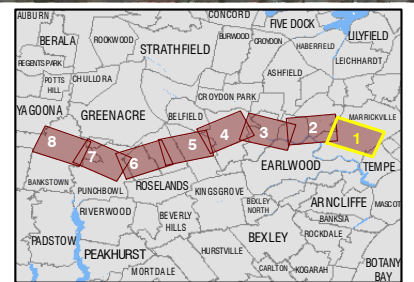 AUBURN
CONCORD
FIVE DOCK
BERALA
ROCKWOOD
BURWOOD
CROYDON
LILYFIELD
STRATHFIELD
HABERFIELD
REGENTS PARK
LEICHHARDT
POTTS
HILL
CHULLORA
ASHFIELD
CROYDON PARK
YAGOONA
GREENACRE
BELFIELD
MARRICKVILLE
8
7
6
5
4
3
2
1
EARLWOOD
TEMPE
BANKSTOWN
PUNCHBOWL
ROSELANDS
KINGSGROVE
RIVERWOOD
BEVERLY
HILLS
BEXLEY
NORTH
ARNCLIFFE
MASCOT
BANKSIA
PADSTOW
BEXLEY
ROCKDALE
PEAKHURST
HURSTVILLE
BOTANY
BAY
MORTDALE
CARLTON
KOGARAH